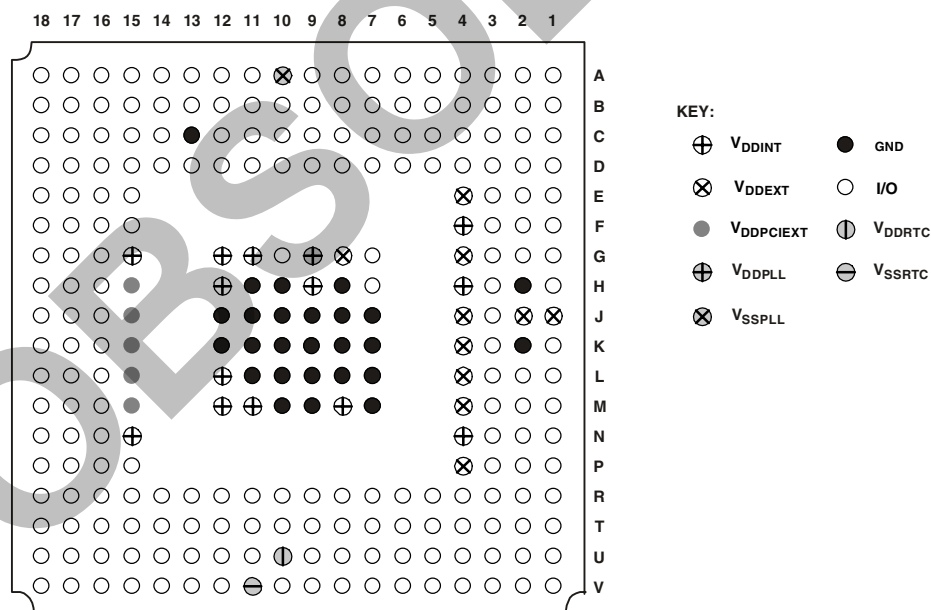 18 17 16 15 14 13 12 11 10 9 8 7 6 5 4 3 2 1
A
B
C
D
E
F
G
H
J
K
L
M
N
P
R
T
U
V
KEY:
VDDINT GND
VDDEXT I/O
VDDPCIEXT VDDRTC
VDDPLL VSSRTC
VSSPLL
OBSO